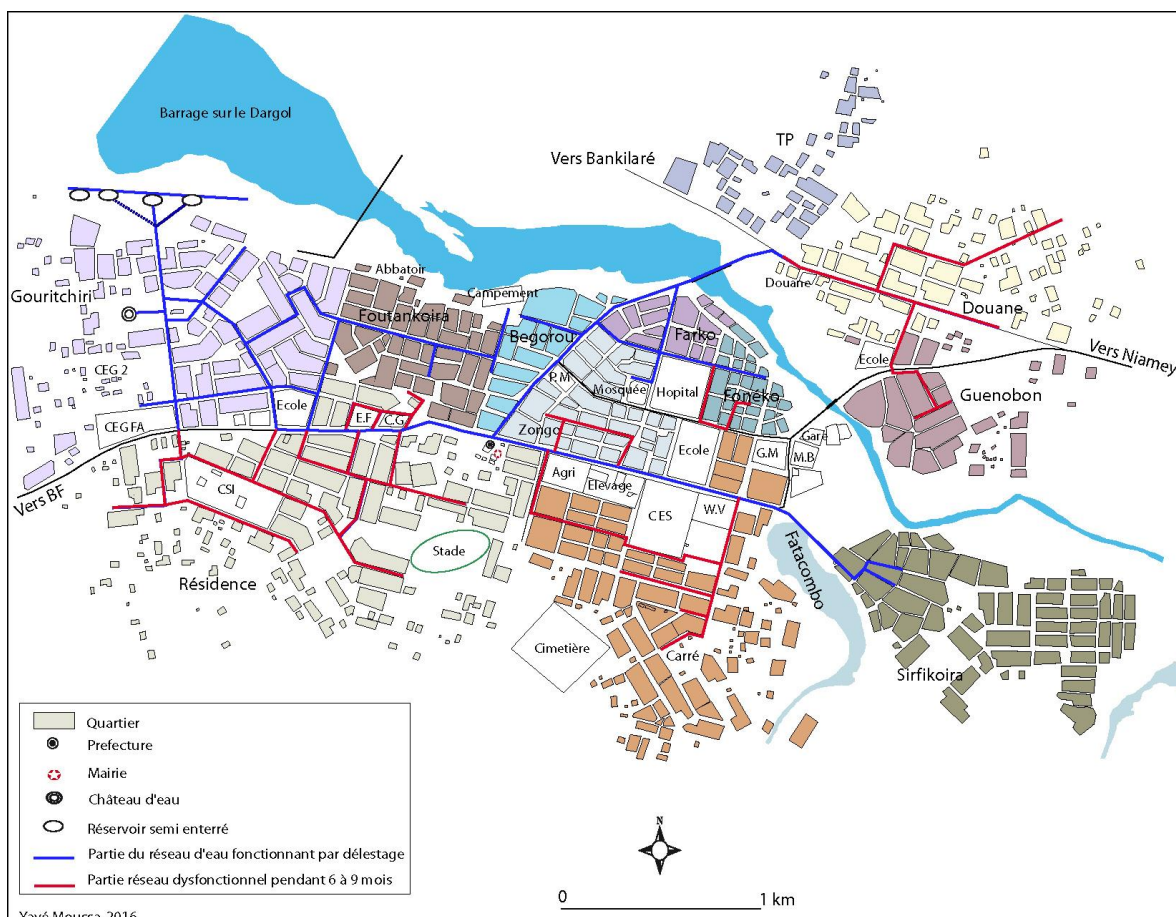 Barrage sur le Dargol
TP
Vers Bankilaré
Abbatoir
Douane
Gouritchiri
Campement
Foutankoira
Douane
Begorou
Farko
Vers Niamey
Ecole
CEG 2
P.M
Mosquée
Hopital
Foneko
Guenobon
Ecole
E.F
C.G
CEG FA
Zongo
Gare
Ecole
G.M
M.B
Agri
Elevage
Vers BF
CSI
CES
W.V
Stade
Fatacombo
Résidence
Cimetière
Carré
Sirfikoira
Quartier
Prefecture
Mairie
Château d'eau
Réservoir semi enterré
Partie du réseau d'eau fonctionnant par délestage
Partie réseau dysfonctionnel pendant 6 à 9 mois
N
0 1 km
Yayé Moussa, 2016